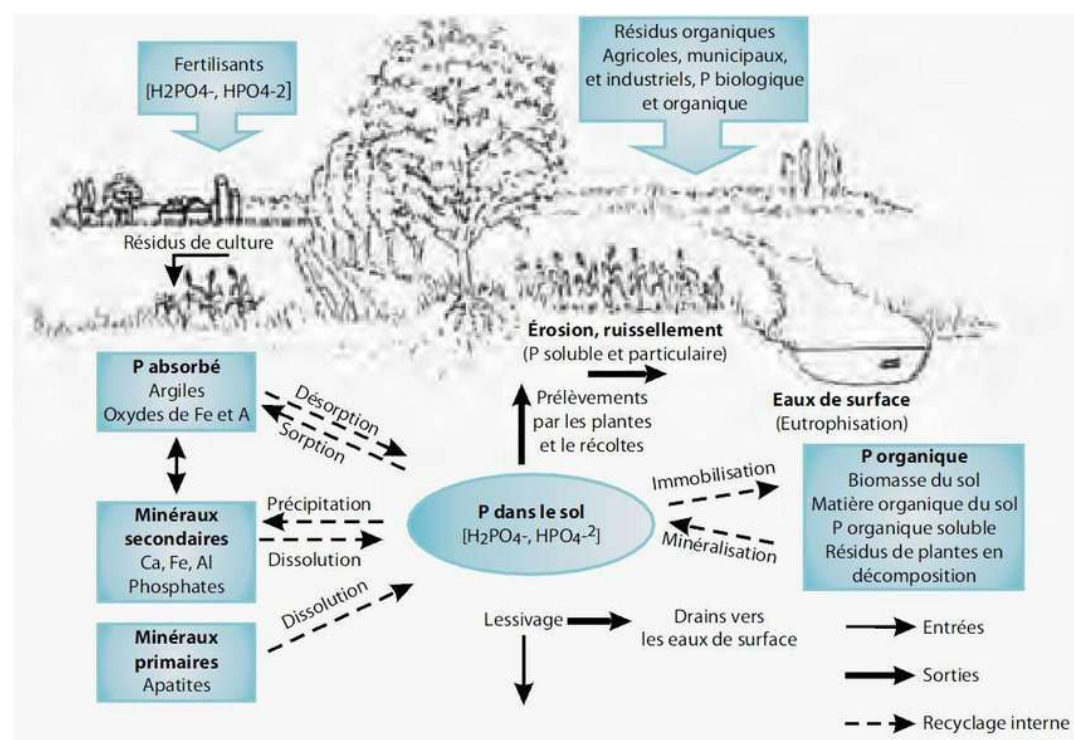 Fertilisants
[H2PO4-, HPO4-2]
Résidus organiques
Agricoles, municipaux,
et industriels, P biologique
et organique
Résidus de culture
Érosion, ruissellement
(P soluble et particulaire)
P absorbé
Argiles
Oxydes de Fe et A
Désorption
Sorption
Prélèvements
par les plantes
et le récoltes
Eaux de surface
(Eutrophisation)
Minéraux
secondaires
Ca, Fe, Al
Phosphates
Précipitation
Dissolution
P dans le sol
[H2PO4-, HPO4-2]
Immobilisation
Minéralisation
P organique
Biomasse du sol
Matière organique du sol
P organique soluble
Résidus de plantes en
décomposition
Minéraux
primaires
Apatites
Dissolution
Lessivage
Drains vers
les eaux de surface
Entrées
Sorties
Recyclage interne